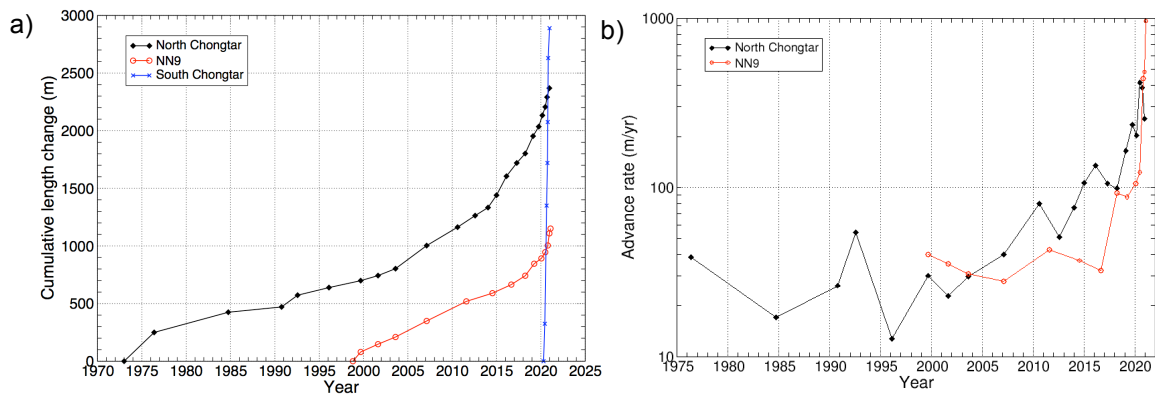 a)
3000
2500
2000
1500
1000
500
0
Cumulative length change (m)
North Chongtar
NN9
South Chongtar
1970 1975 1980 1985 1990 1995 2000 2005 2010 2015 2020 2025
Year
b)
1000
100
10
Advance rate (m/yr)
North Chongtar
NN9
1975 1980 1985 1990 1995 2000 2005 2010 2015 2020
Year